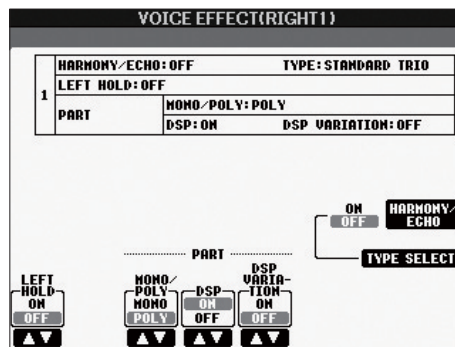 VOICE EFFECT(RIGHT1)
1
HARMONY/ECHO:OFF TYPE:STANDARD TRIO
LEFT HOLD:OFF
PART
MONO/POLY:POLY
DSP:ON DSP VARIATION:OFF
ON
OFF
HARMONY/
ECHO
TYPE SELECT
PART
LEFT
HOLD
ON
OFF
MONO/
POLY
MONO
POLY
DSP
ON
OFF
DSP
VARIA-
TION
ON
OFF